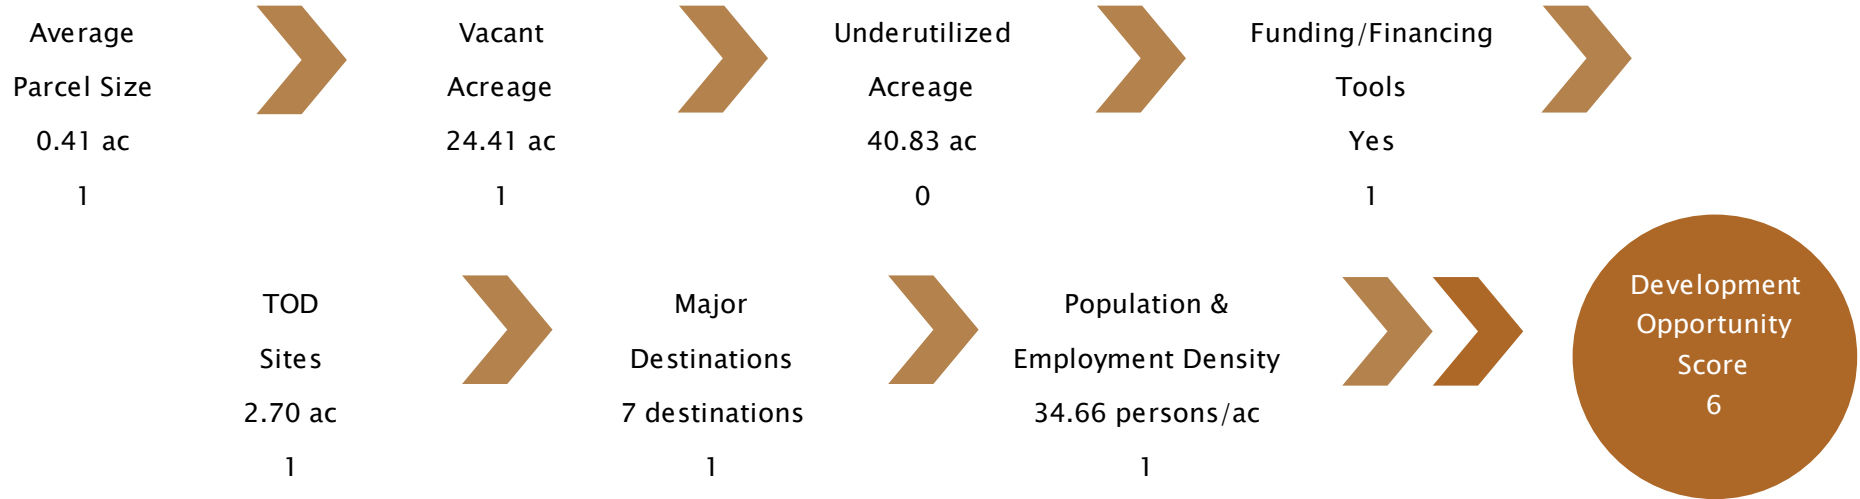 Average
Parcel Size
0.41 ac
1
Vacant
Acreage
24.41 ac
1
Underutilized
Acreage
40.83 ac
0
Funding/Financing
Tools
Yes
1
TOD
Sites
2.70 ac
1
Major
Destinations
7 destinations
1
Population &
Employment Density
34.66 persons/ac
1
Development
Opportunity
Score
6